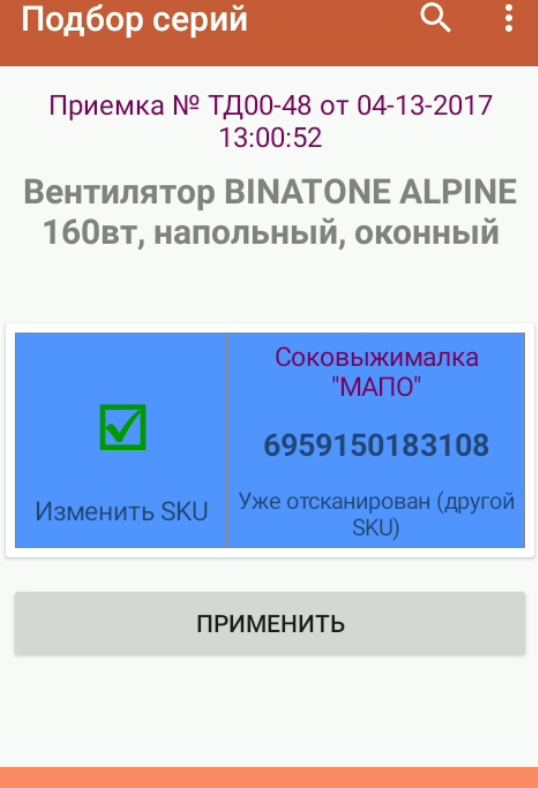 Подбор серий
Приемка № ТД00-48 от 04-13-2017
13:00:52
Вентилятор BINATONE ALPINE
160вт, напольный, оконный
Соковыжималка
"МАПО"
6959150183108
Изменить SKU
Уже отсканирован (другой
SKU)
ПРИМЕНИТЬ